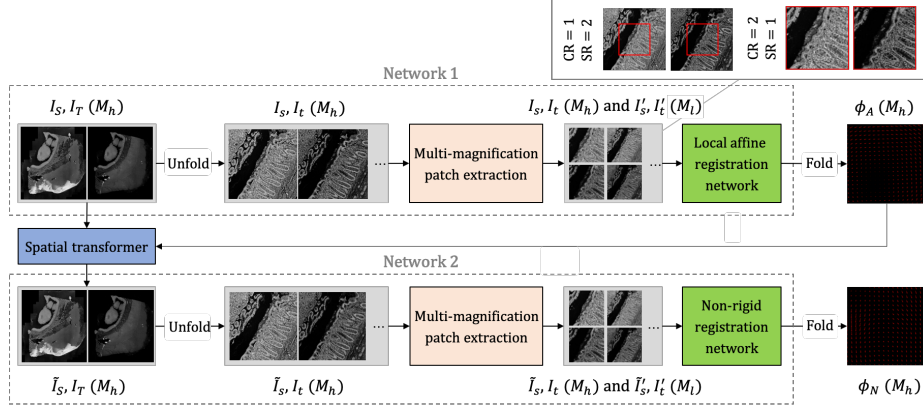 CR = 1
SR = 2
CR = 2
SR = 1
Network 1
I_S, I_T (M_h)
I_s, I_t (M_h)
I_s, I_t (M_h) and I'_s, I'_t (M_l)
ϕ_A (M_h)
Unfold
...
Multi-magnification
patch extraction
...
Local affine
registration
network
Fold
Spatial transformer
Network 2
Unfold
...
Multi-magnification
patch extraction
...
Non-rigid
registration
network
Fold
Ĩ_S, I_T (M_h)
Ĩ_s, I_t (M_h)
Ĩ_s, I_t (M_h) and Ĩ'_s, I'_t (M_l)
ϕ_N (M_h)